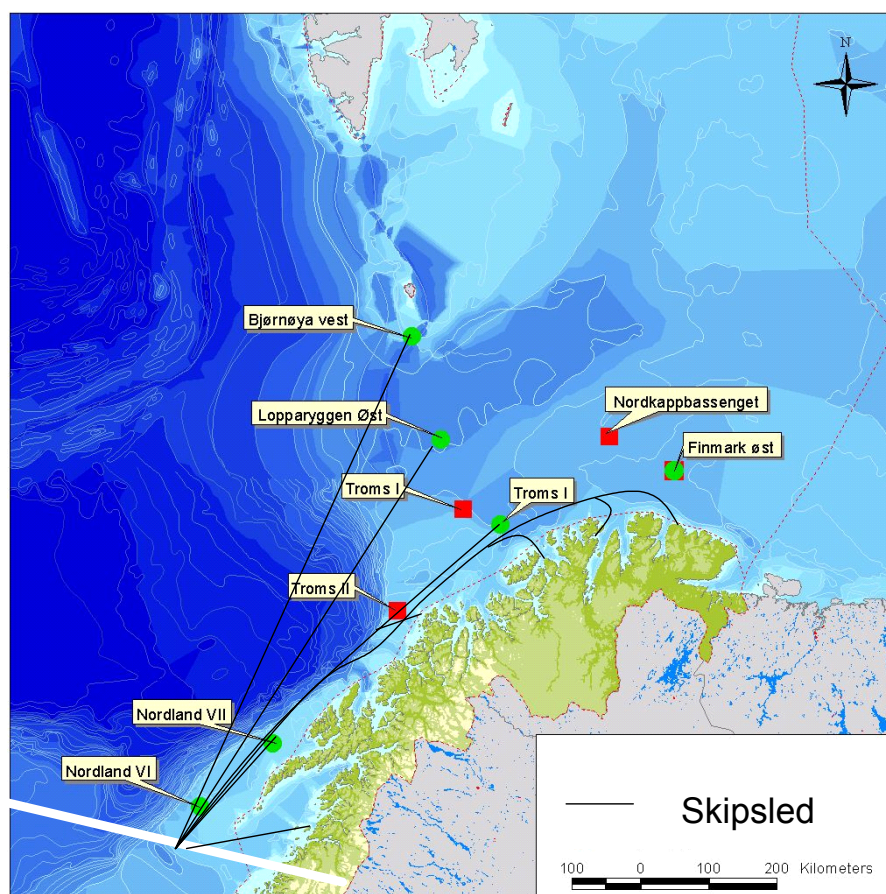 N
Bjørnøya vest
Lopparyggen Øst
Nordkappbassenget
Finmark øst
Troms I
Troms I
Troms II
Nordland VII
Nordland VI
Skipsled
100 0 100 200 Kilometers